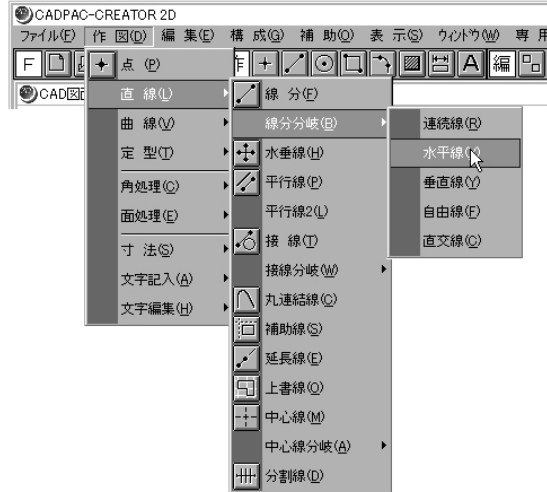 CADPAC-CREATOR 2D
ファイル(F) 作 図(D) 編 集(E) 構 成(G) 補 助(O) 表 示(S) ウィンドウ(W) 専 用
F 編 A
CAD図面
点 (P)
直 線(L)
曲 線(V)
定 型(T)
角処理(C)
面処理(E)
寸 法(S)
文字記入(A)
文字編集(H)
線 分(F)
線分分岐(B)
水垂線(H)
平行線(P)
平行線2(L)
接 線(T)
接線分岐(W)
丸連結線(C)
補助線(S)
延長線(E)
上書線(O)
中心線(M)
中心線分岐(A)
分割線(D)
連続線(R)
水平線
垂直線(Y)
自由線(F)
直交線(C)